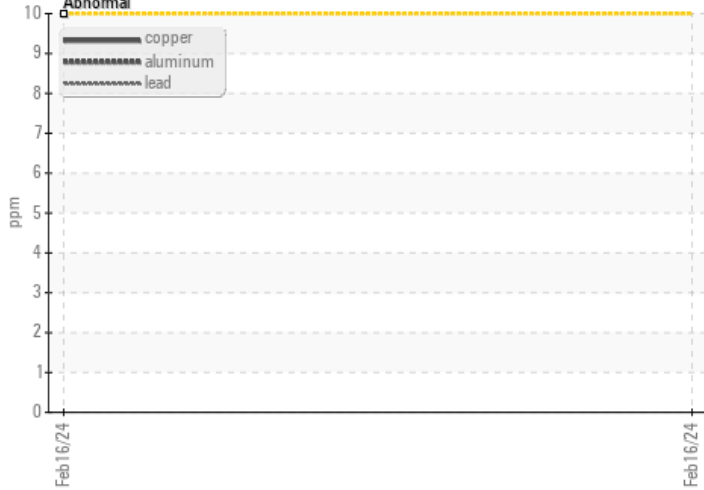 Abnormal
10
copper
9
aluminum
lead
8
7
6
ppm
5
4
3
2
1
0
Feb16/24
Feb16/24